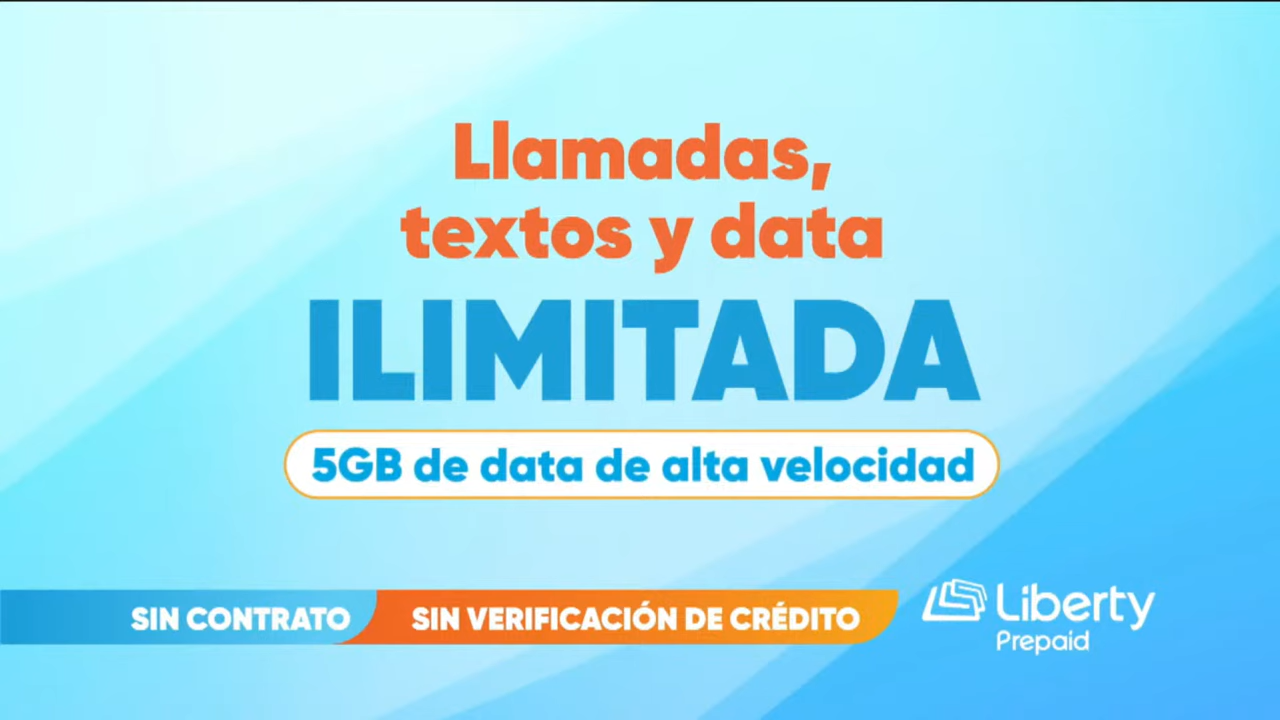 Llamadas,
textos y data
ILIMITADA
5GB de data de alta velocidad
SIN CONTRATO
SIN VERIFICACIÓN DE CRÉDITO
Liberty
Prepaid